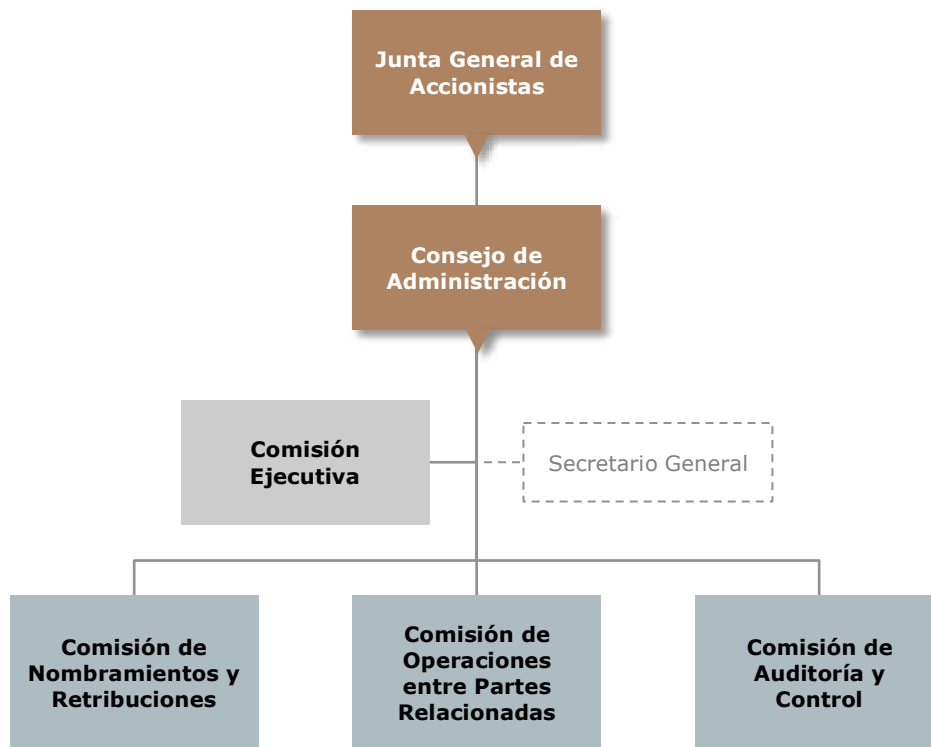 Junta General de
Accionistas
Consejo de
Administración
Comisión
Ejecutiva
Secretario General
Comisión de
Nombramientos y
Retribuciones
Comisión de
Operaciones
entre Partes
Relacionadas
Comisión de
Auditoría y
Control